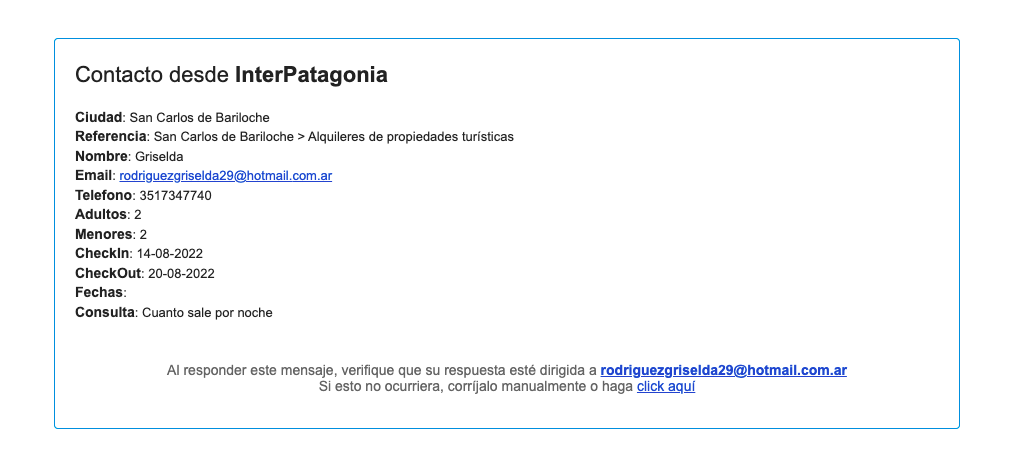 Contacto desde InterPatagonia
Ciudad: San Carlos de Bariloche
Referencia: San Carlos de Bariloche > Alquileres de propiedades turísticas
Nombre: Griselda
Email: rodriguezgriselda29@hotmail.com.ar
Telefono: 3517347740
Adultos: 2
Menores: 2
CheckIn: 14-08-2022
CheckOut: 20-08-2022
Fechas:
Consulta: Cuanto sale por noche
Al responder este mensaje, verifique que su respuesta esté dirigida a rodriguezgriselda29@hotmail.com.ar
Si esto no ocurriera, corríjalo manualmente o haga click aquí